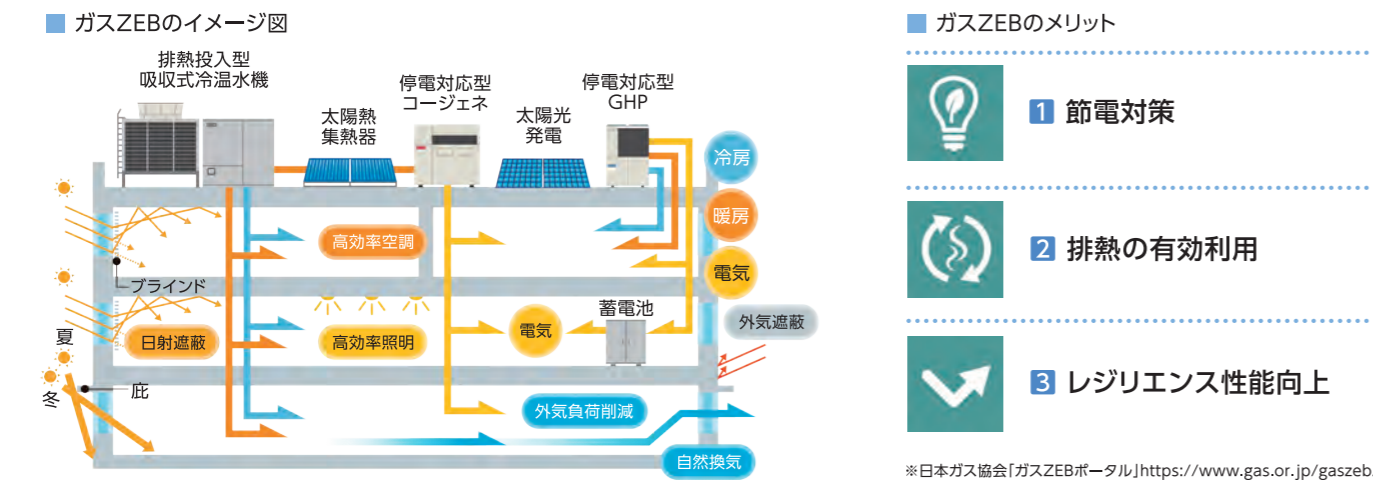 ガスZEBのイメージ図
排熱投入型
吸収式冷温水機
太陽熱
集熱器
停電対応型
コージェネ
太陽光
発電
停電対応型
GHP
冷房
暖房
電気
高効率空調
ブラインド
夏
日射遮蔽
高効率照明
電気
蓄電池
外気遮蔽
冬
庇
外気負荷削減
自然換気
ガスZEBのメリット
1 節電対策
2 排熱の有効利用
3 レジリエンス性能向上
※日本ガス協会「ガスZEBポータル」https://www.gas.or.jp/gaszeb